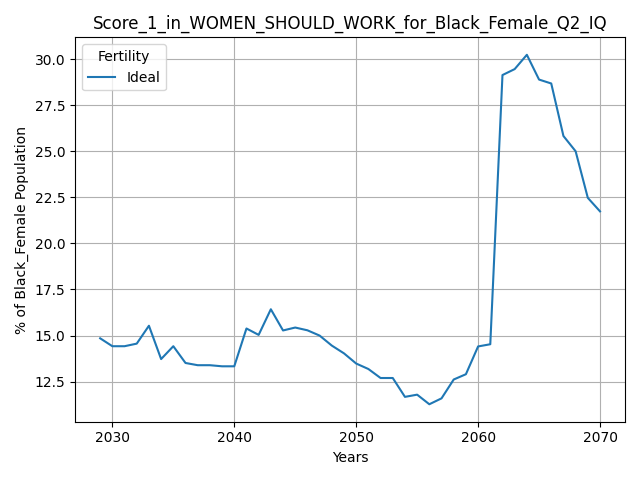 Score_1_in_WOMEN_SHOULD_WORK_for_Black_Female_Q2_IQ
Fertility
Ideal
% of Black_Female Population
30.0
27.5
25.0
22.5
20.0
17.5
15.0
12.5
2030 2040 2050 2060 2070
Years